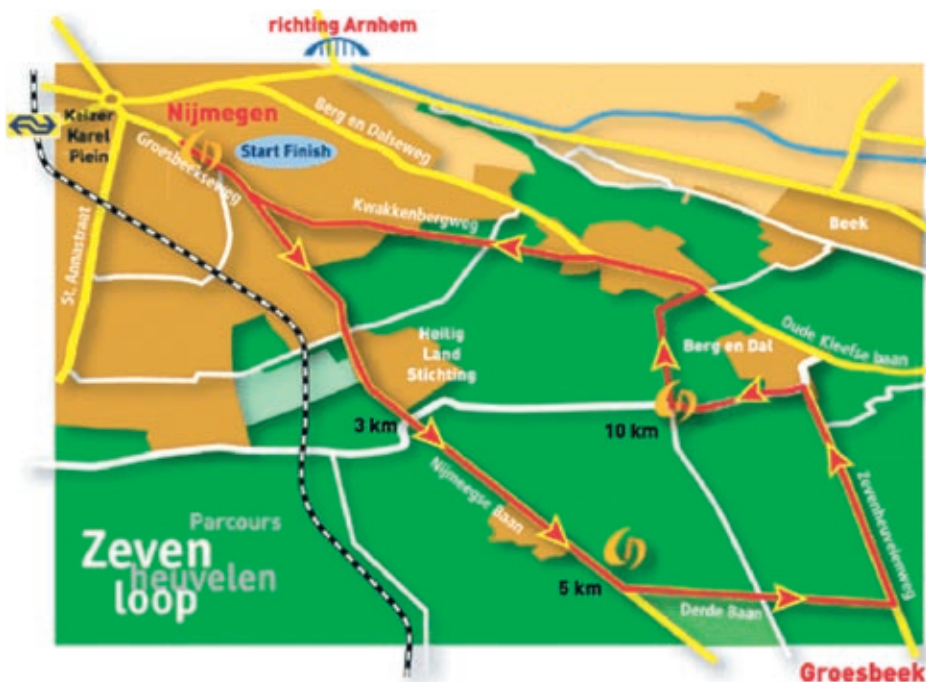 richting Arnhem
Keizer
Karel
Plein
Nijmegen
Start Finish
Berg en Dalseweg
Groesbeekseweg
Kwakkenbergweg
Beek
St. Annastraat
Heilig
Land
Stichting
Berg en Dal
Oude Kleefse baan
3 km
10 km
Nijmeegse Baan
Zevenheuvelenweg
Parcours
Zeven
heuvelen
loop
5 km
Derde Baan
Groesbeek